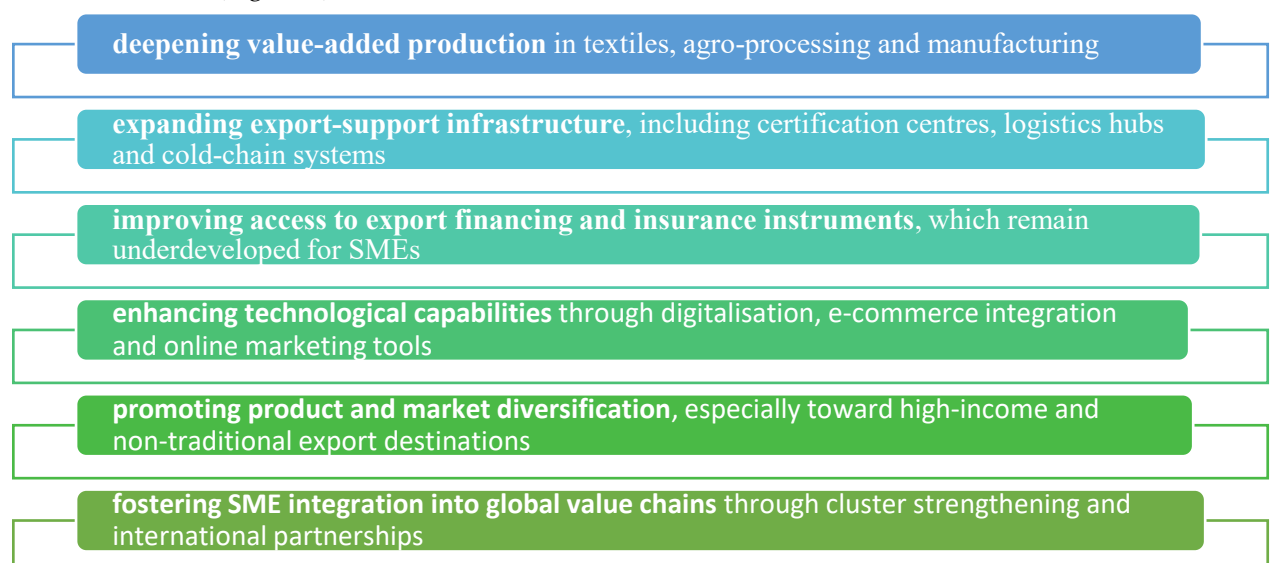 deepening value-added production in textiles, agro-processing and manufacturing
expanding export-support infrastructure, including certification centres, logistics hubs
and cold-chain systems
improving access to export financing and insurance instruments, which remain
underdeveloped for SMEs
enhancing technological capabilities through digitalisation, e-commerce integration
and online marketing tools
promoting product and market diversification, especially toward high-income and
non-traditional export destinations
fostering SME integration into global value chains through cluster strengthening and
international partnerships